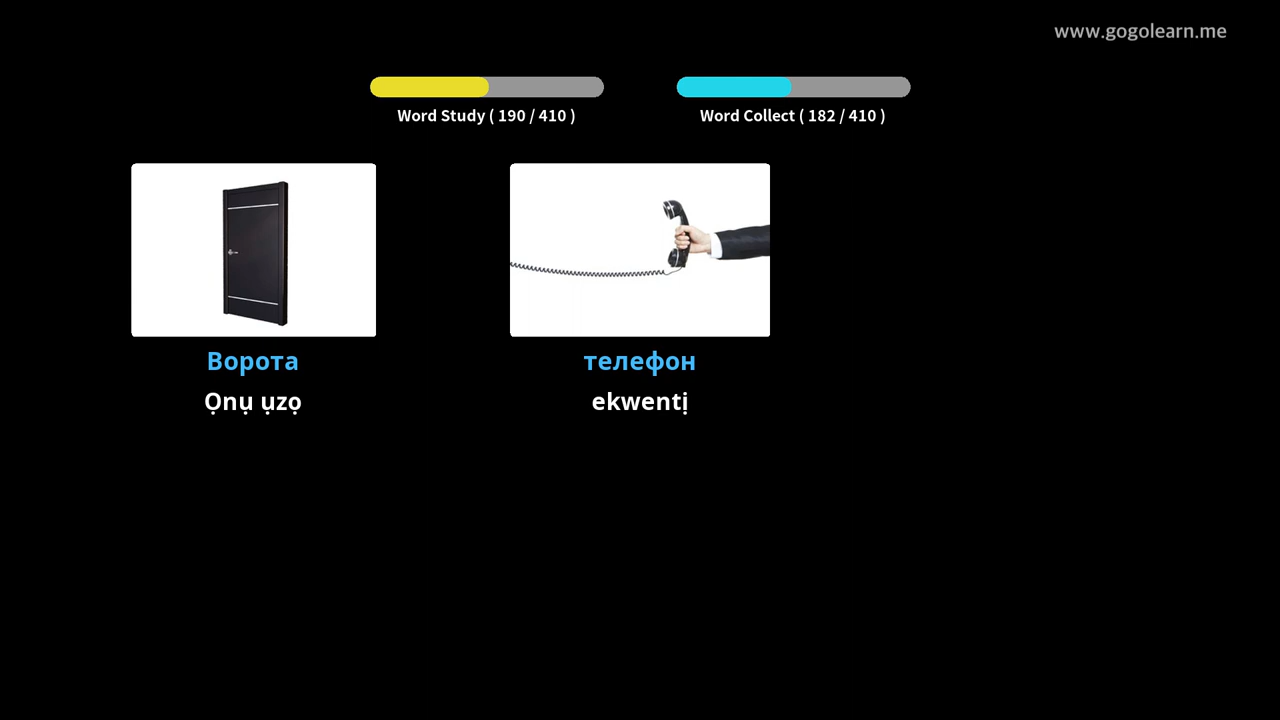 www.gogolearn.me
Word Study ( 190 / 410 )
Word Collect ( 182 / 410 )
Ворота
Ọnụ ụzọ
телефон
ekwentị